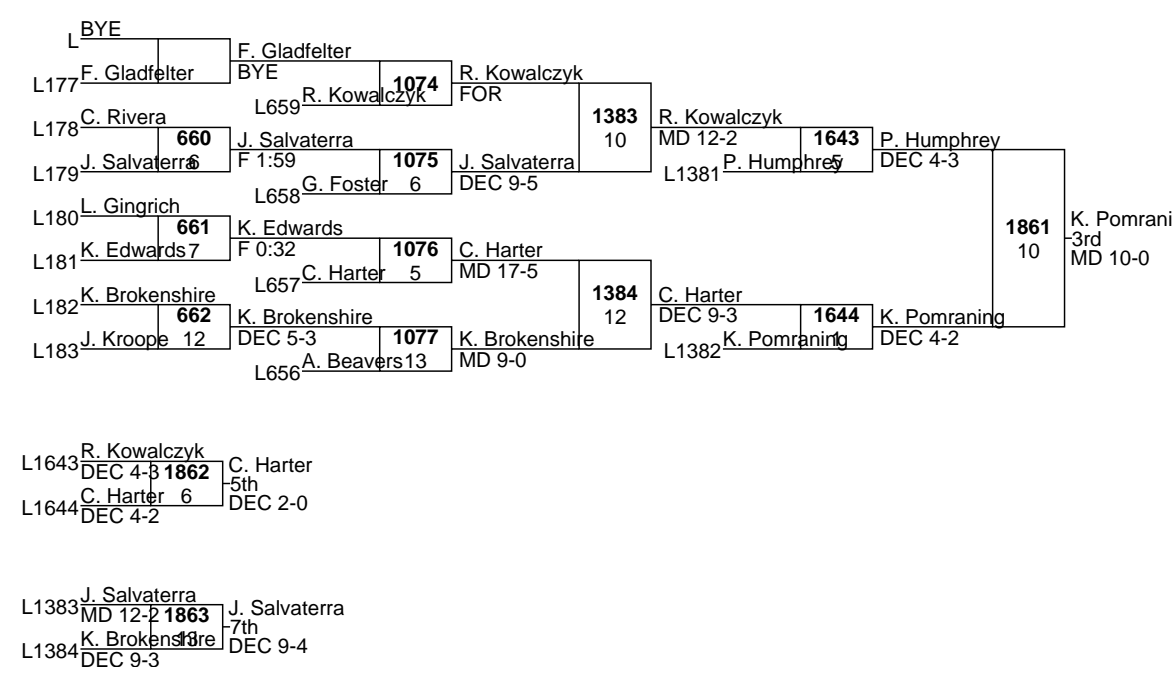 BYE
L
F. Gladfelter
BYE
L177 F. Gladfelter
1074
R. Kowalczyk
FOR
L659 R. Kowalczyk
L178 C. Rivera
660
6
J. Salvaterra
F 1:59
L179 J. Salvaterra
1075
6
J. Salvaterra
DEC 9-5
L658 G. Foster
1383
10
R. Kowalczyk
MD 12-2
L1381 P. Humphrey
1643
5
P. Humphrey
DEC 4-3
L180 L. Gingrich
661
7
K. Edwards
F 0:32
L181 K. Edwards
1076
5
C. Harter
MD 17-5
L657 C. Harter
L182 K. Brokenshire
662
12
K. Brokenshire
DEC 5-3
L183 J. Kroope
1077
13
K. Brokenshire
MD 9-0
L656 A. Beavers
1384
12
C. Harter
DEC 9-3
L1382 K. Pomraning
1644
1
K. Pomraning
DEC 4-2
1861
10
K. Pomrani
3rd
MD 10-0
L1643 R. Kowalczyk
DEC 4-3
1862
6
C. Harter
5th
DEC 2-0
L1644 C. Harter
DEC 4-2
L1383 J. Salvaterra
MD 12-2
1863
13
J. Salvaterra
7th
DEC 9-4
L1384 K. Brokenshire
DEC 9-3